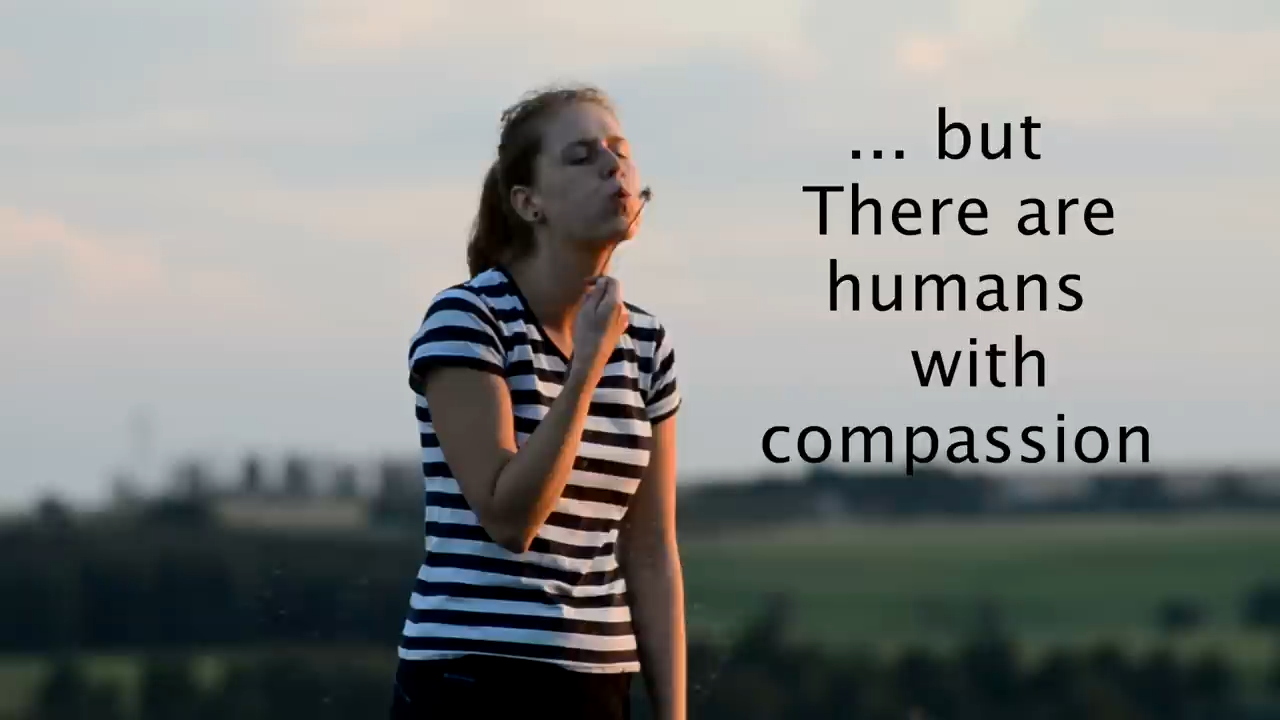 ... but
There are
humans
with
compassion